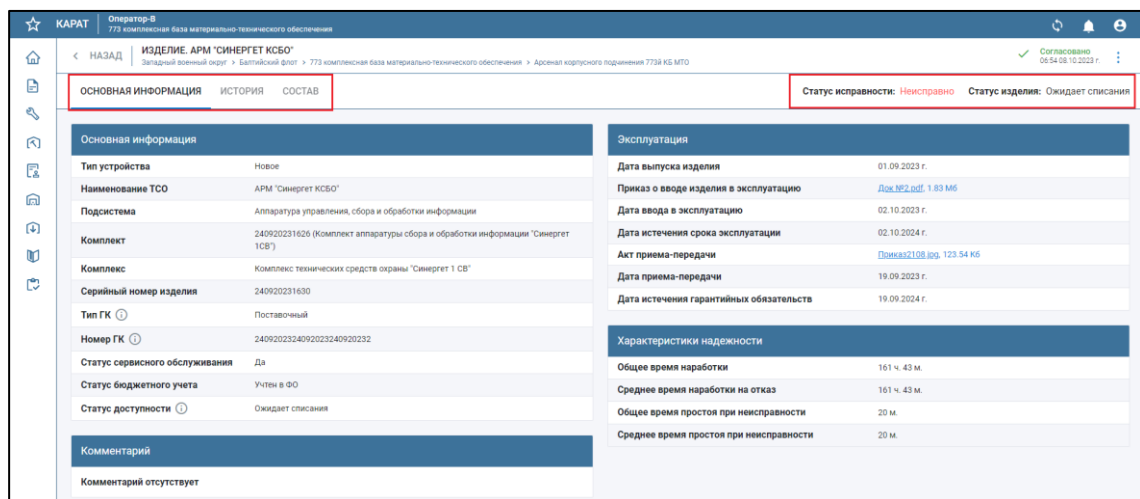 КАРАТ
Оператор-В
773 комплексная база материально-технического обеспечения
НАЗАД
ИЗДЕЛИЕ. АРМ "СИНЕРГЕТ КСБО"
Западный военный округ > Балтийский флот > 773 комплексная база материально-технического обеспечения > Арсенал корпусного подчинения 773й КБ МТО
Согласовано
06:54 08.10.2023 г.
ОСНОВНАЯ ИНФОРМАЦИЯ ИСТОРИЯ СОСТАВ
Статус исправности: Неисправно Статус изделия: Ожидает списания
Основная информация
Тип устройства Новое
Наименование ТСО АРМ "Синергет КСБО"
Подсистема Аппаратура управления, сбора и обработки информации
Комплект 240920231626 (Комплект аппаратуры сбора и обработки информации "Синергет
1СВ")
Комплекс Комплекс технических средств охраны "Синергет 1 СВ"
Серийный номер изделия 240920231630
Тип ГК Поставочный
Номер ГК 2409202324092023240920232
Статус сервисного обслуживания Да
Статус бюджетного учета Учтен в ФО
Статус доступности Ожидает списания
Комментарий
Комментарий отсутствует
Эксплуатация
Дата выпуска изделия 01.09.2023 г.
Приказ о вводе изделия в эксплуатацию Док №2.pdf, 1.83 Мб
Дата ввода в эксплуатацию 02.10.2023 г.
Дата истечения срока эксплуатации 02.10.2024 г.
Акт приема-передачи Приказ2108.jpg, 123.54 Кб
Дата приема-передачи 19.09.2023 г.
Дата истечения гарантийных обязательств 19.09.2024 г.
Характеристики надежности
Общее время наработки 161 ч. 43 м.
Среднее время наработки на отказ 161 ч. 43 м.
Общее время простоя при неисправности 20 м.
Среднее время простоя при неисправности 20 м.